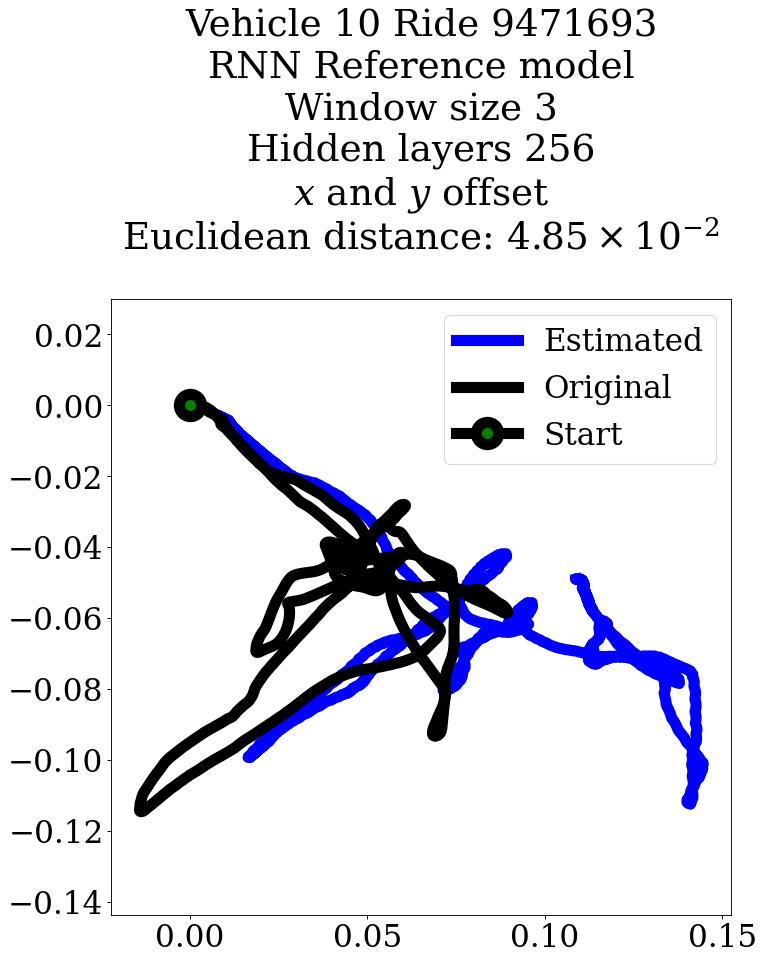 Vehicle 10 Ride 9471693
RNN Reference model
Window size 3
Hidden layers 256
x and y offset
Euclidean distance: 4.85 × 10⁻²
Estimated
Original
Start
0.02
0.00
−0.02
−0.04
−0.06
−0.08
−0.10
−0.12
−0.14
0.00 0.05 0.10 0.15